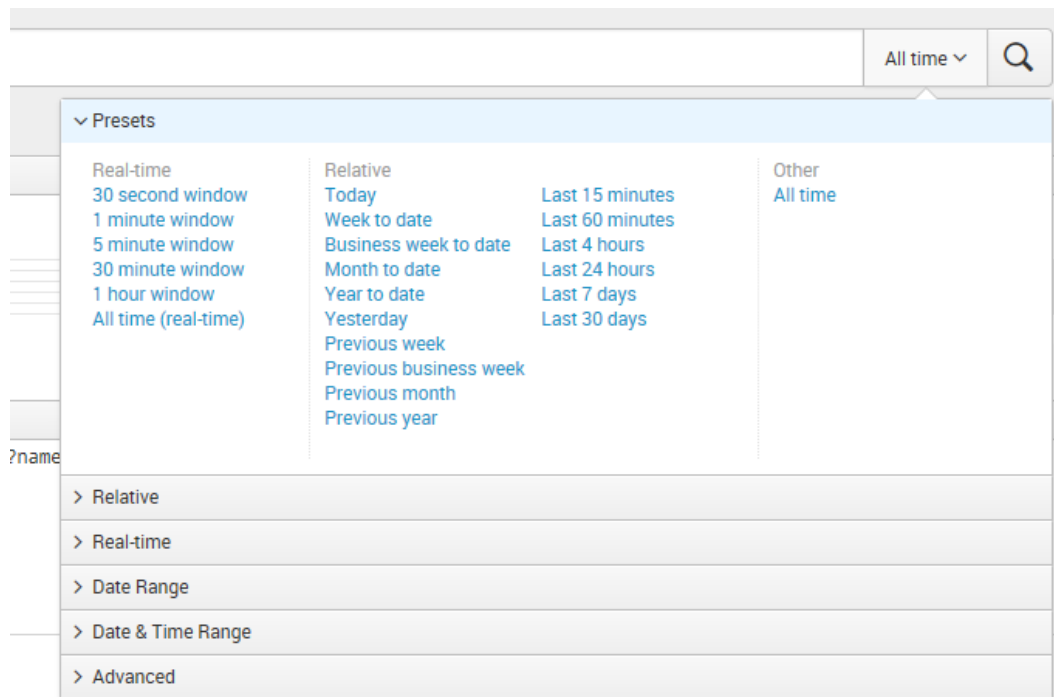 All time
Presets
Real-time
30 second window
1 minute window
5 minute window
30 minute window
1 hour window
All time (real-time)
Relative
Today
Week to date
Business week to date
Month to date
Year to date
Yesterday
Previous week
Previous business week
Previous month
Previous year
Last 15 minutes
Last 60 minutes
Last 4 hours
Last 24 hours
Last 7 days
Last 30 days
Other
All time
?name
Relative
Real-time
Date Range
Date & Time Range
Advanced